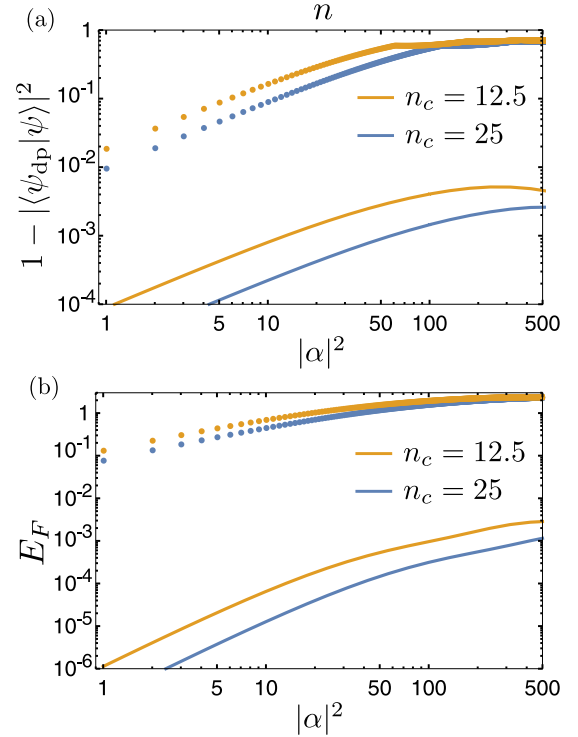 n
(a)
1
10^{-1}
10^{-2}
10^{-3}
10^{-4}
1 − |⟨ψ_{dp}|ψ⟩|^2
n_c = 12.5
n_c = 25
1 5 10 50 100 500
|α|^2
(b)
1
10^{-1}
10^{-2}
10^{-3}
10^{-4}
10^{-5}
10^{-6}
E_F
n_c = 12.5
n_c = 25
1 5 10 50 100 500
|α|^2